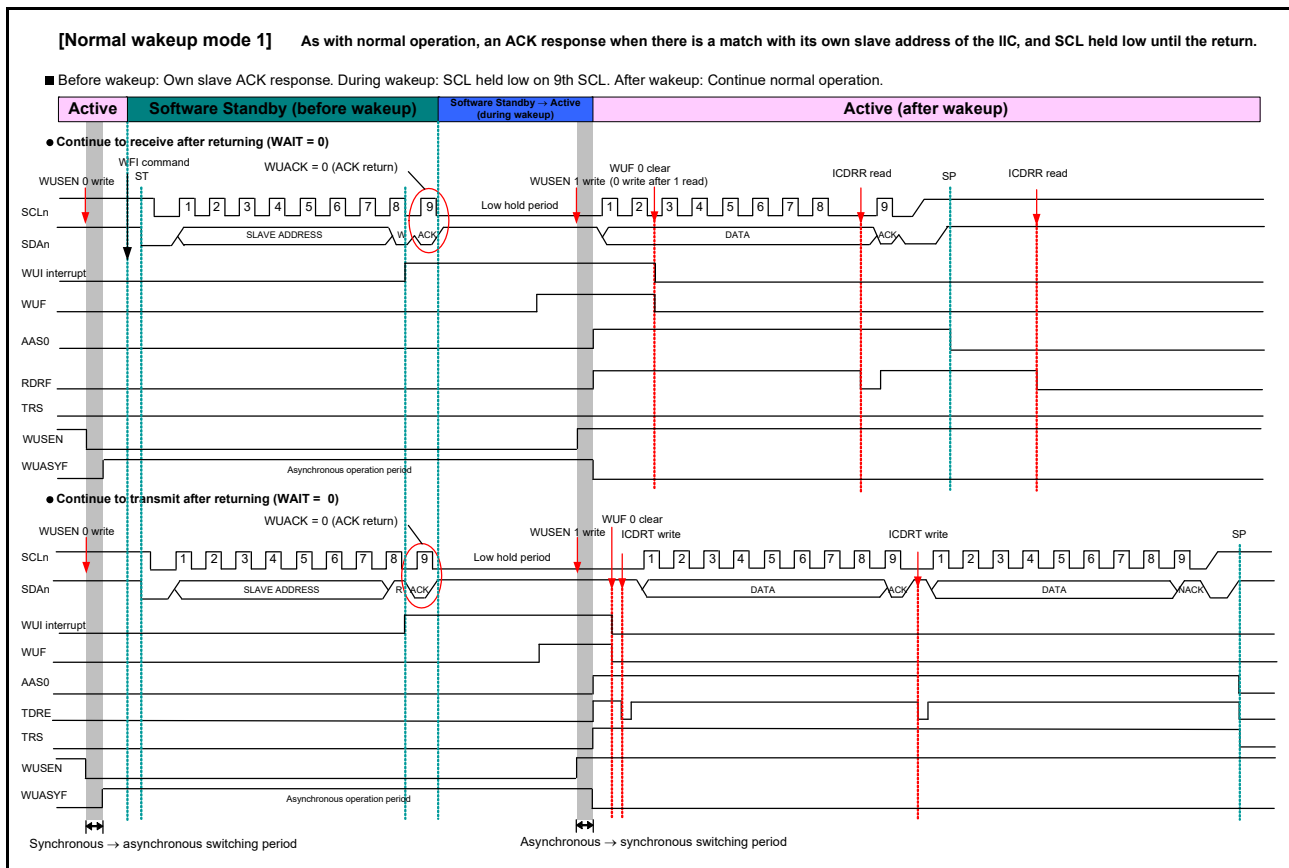 [Normal wakeup mode 1] As with normal operation, an ACK response when there is a match with its own slave address of the IIC, and SCL held low until the return.
■ Before wakeup: Own slave ACK response. During wakeup: SCL held low on 9th SCL. After wakeup: Continue normal operation.
Active
Software Standby (before wakeup)
Software Standby → Active
(during wakeup)
Active (after wakeup)
● Continue to receive after returning (WAIT = 0)
WFI command
WUSEN 0 write
ST
WUACK = 0 (ACK return)
WUSEN 1 write
WUF 0 clear
(0 write after 1 read)
ICDRR read
SP
ICDRR read
SCLn
1 2 3 4 5 6 7 8 9
Low hold period
1 2 3 4 5 6 7 8 9
SDAn
SLAVE ADDRESS
W
ACK
DATA
ACK
WUI interrupt
WUF
AAS0
RDRF
TRS
WUSEN
WUASYF
Asynchronous operation period
● Continue to transmit after returning (WAIT = 0)
WUSEN 0 write
WUACK = 0 (ACK return)
WUSEN 1 write
WUF 0 clear
ICDRT write
ICDRT write
SP
SCLn
1 2 3 4 5 6 7 8 9
Low hold period
1 2 3 4 5 6 7 8 9
1 2 3 4 5 6 7 8 9
SDAn
SLAVE ADDRESS
R
ACK
DATA
ACK
DATA
NACK
WUI interrupt
WUF
AAS0
TDRE
TRS
WUSEN
WUASYF
Asynchronous operation period
Synchronous → asynchronous switching period
Asynchronous → synchronous switching period